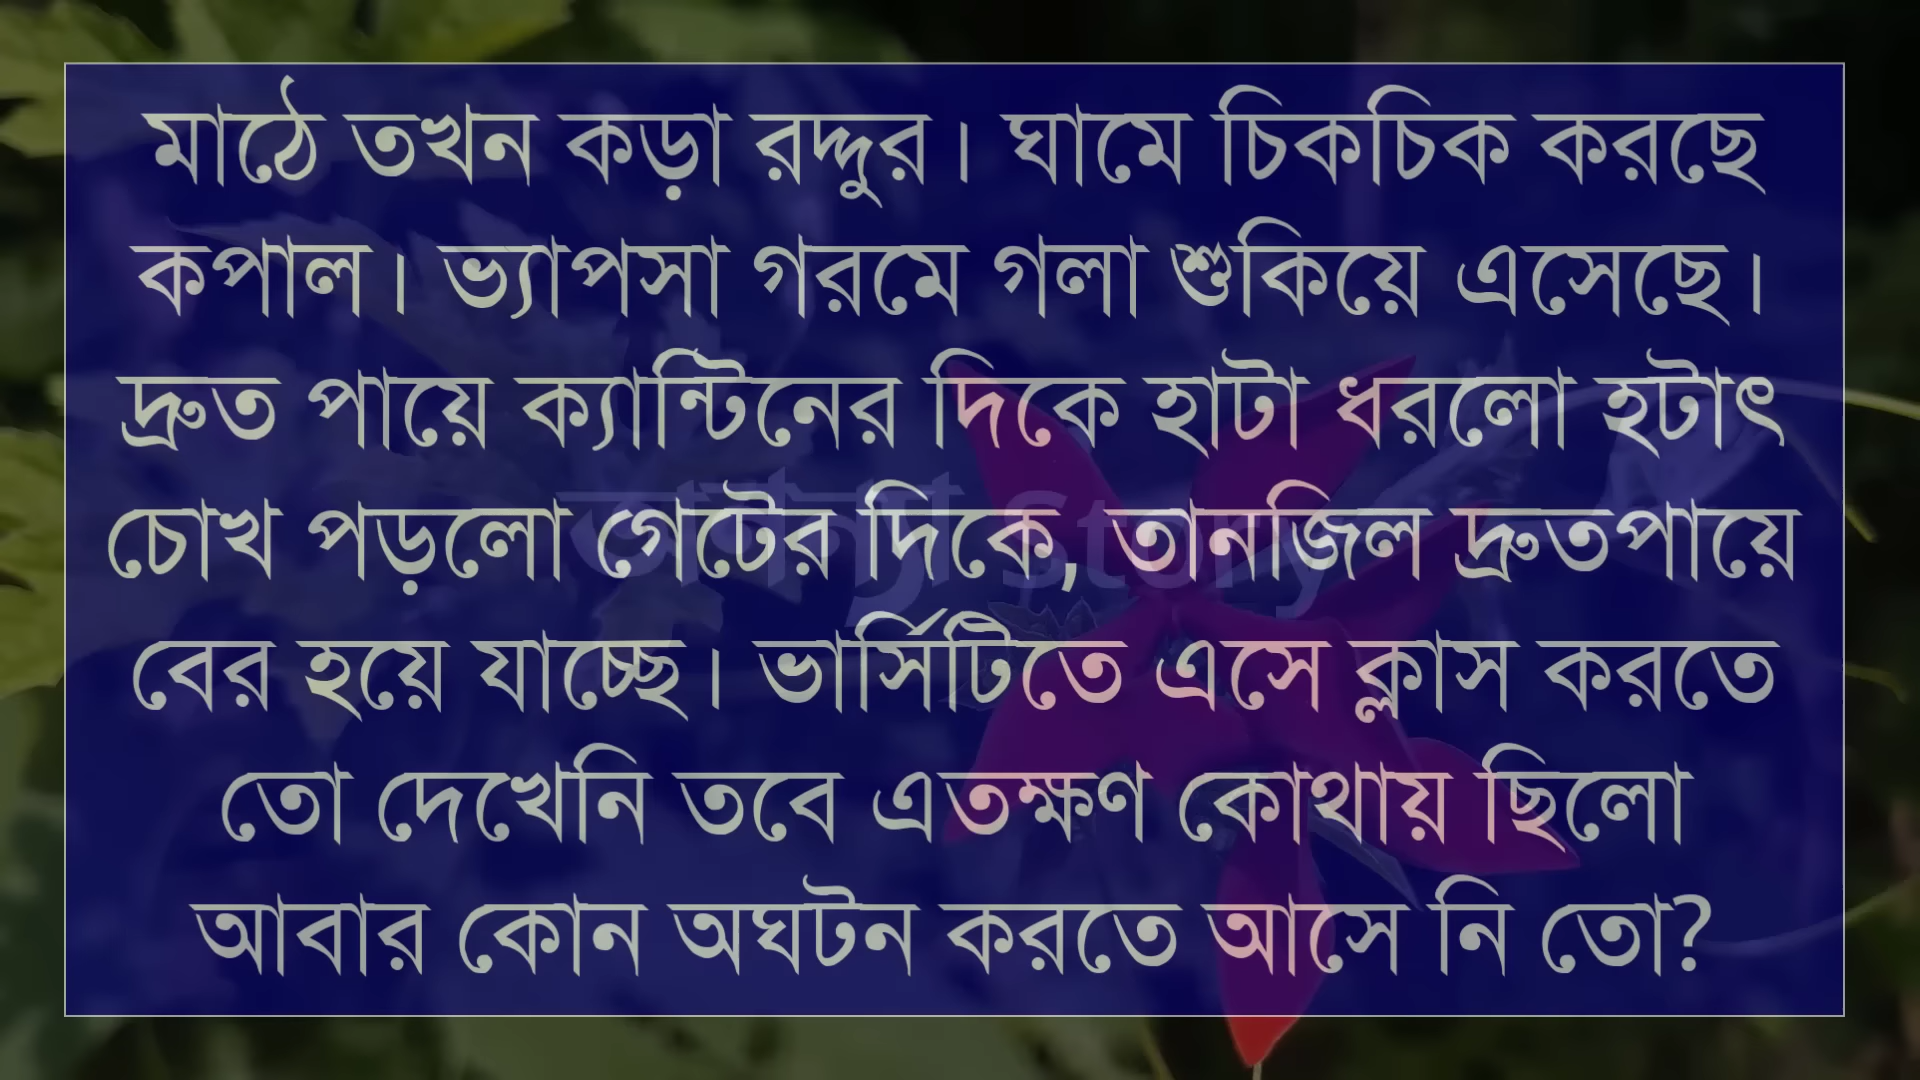 মাঠে তখন কড়া রদ্দুর। ঘামে চিকচিক করছে
কপাল। ভ্যাপসা গরমে গলা শুকিয়ে এসেছে।
দ্রুত পায়ে ক্যান্টিনের দিকে হাটা ধরলো হটাৎ
চোখ পড়লো গেটের দিকে, তানজিল দ্রুতপায়ে
বের হয়ে যাচ্ছে। ভার্সিটিতে এসে ক্লাস করতে
তো দেখেনি তবে এতক্ষণ কোথায় ছিলো
আবার কোন অঘটন করতে আসে নি তো?
Story